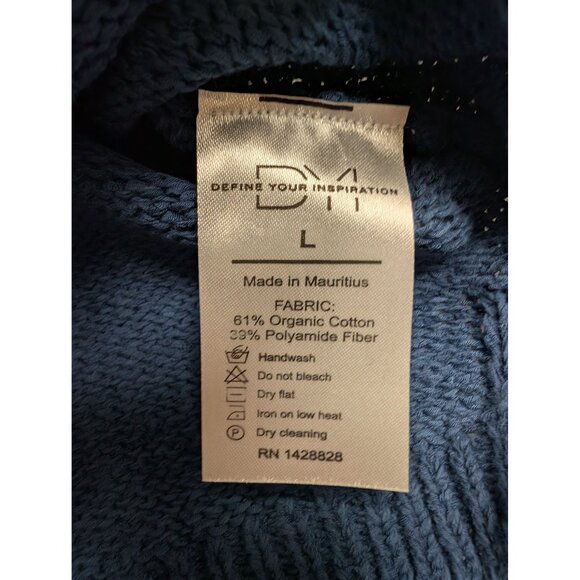 DYI
DEFINE YOUR INSPIRATION
L
Made in Mauritius
FABRIC:
61% Organic Cotton
39% Polyamide Fiber
Handwash
Do not bleach
Dry flat
Iron on low heat
P Dry cleaning
RN 1428828